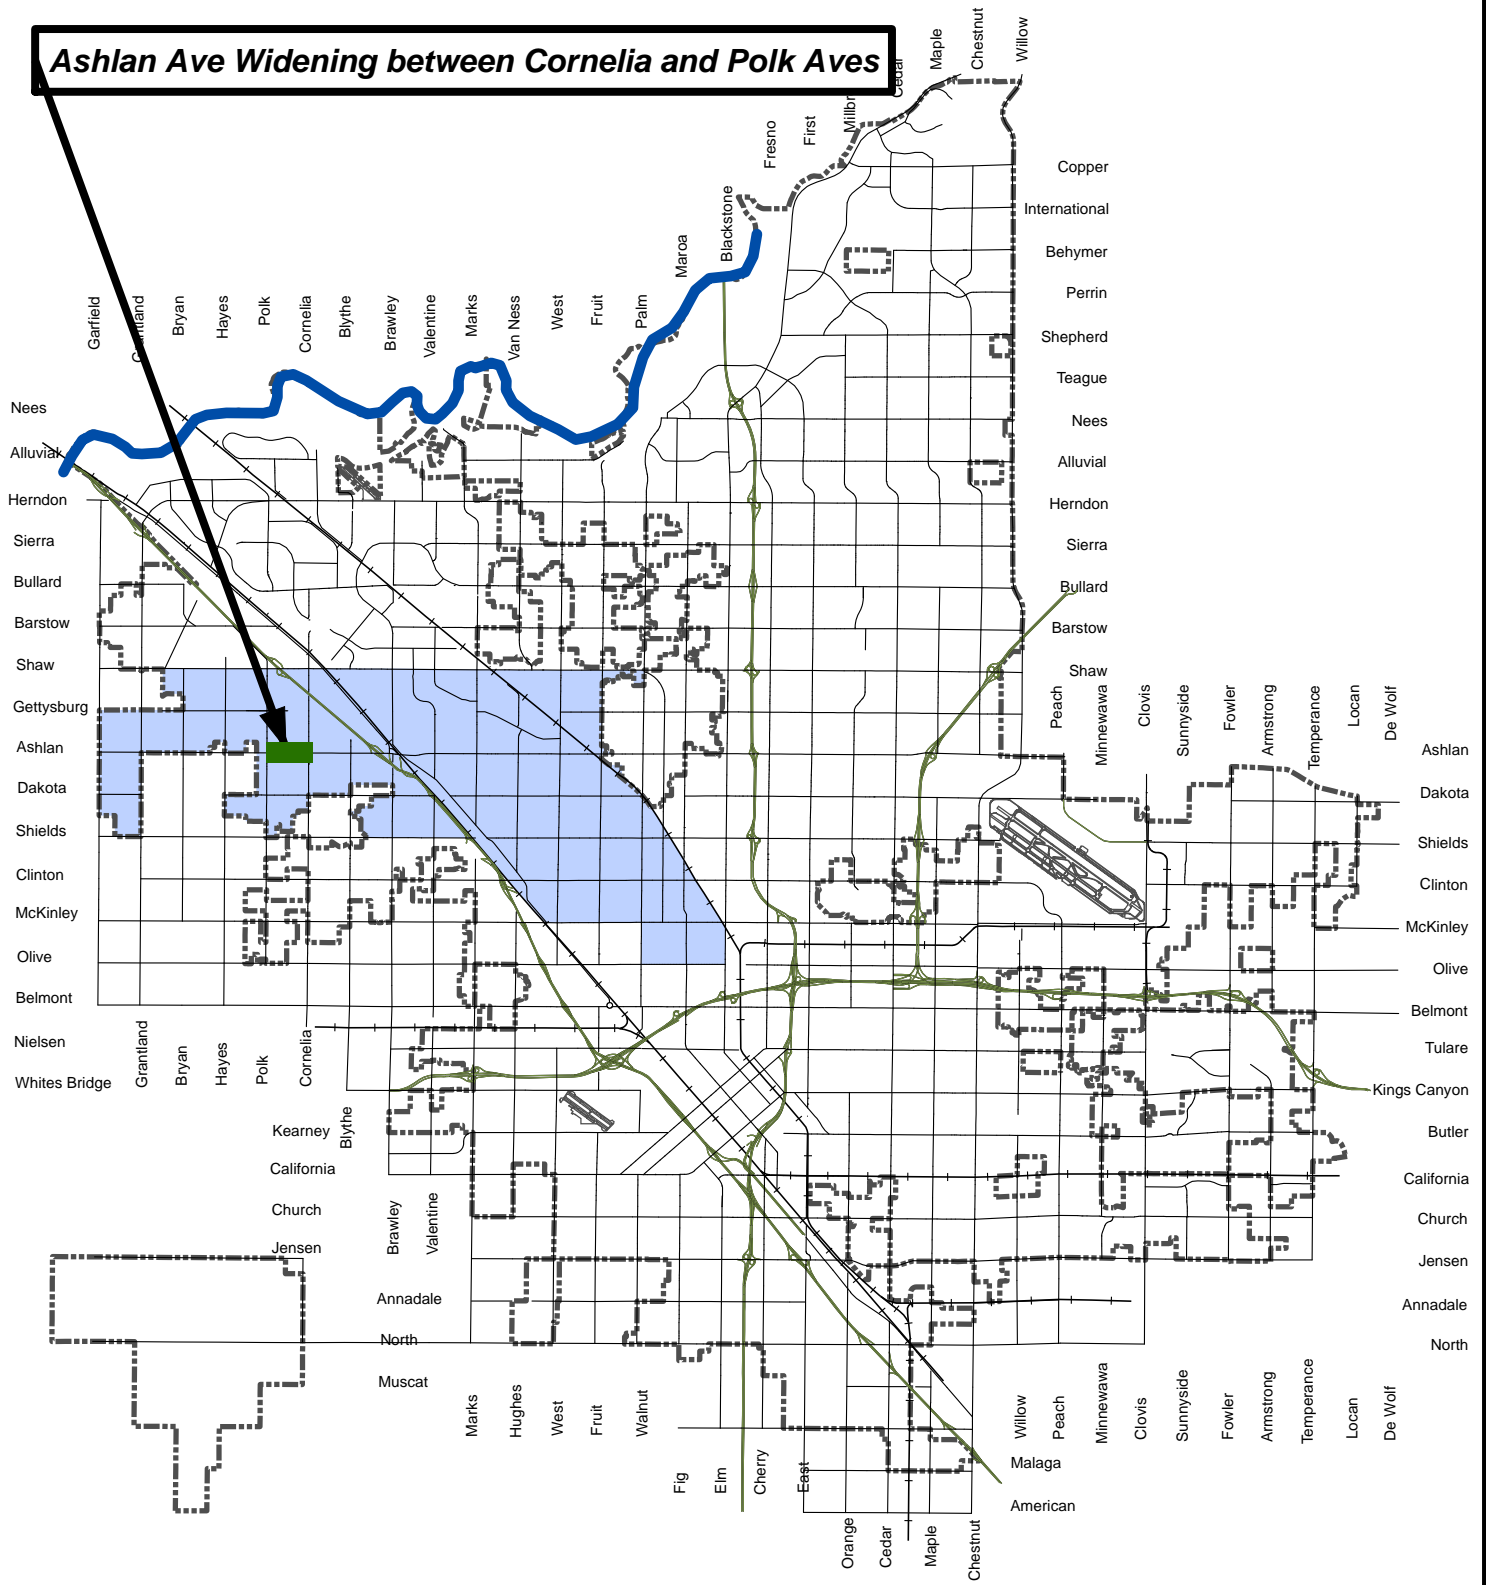 Ashlan Ave Widening between Cornelia and Polk Aves
Cedar
Maple
Chestnut
Willow
Fresno
First
Millbr
Copper
International
Behymer
Perrin
Shepherd
Teague
Nees
Alluvial
Herndon
Sierra
Bullard
Barstow
Shaw
Garfield
Grantland
Bryan
Hayes
Polk
Cornelia
Blythe
Brawley
Valentine
Marks
Van Ness
West
Fruit
Palm
Maroa
Blackstone
Nees
Alluvial
Herndon
Sierra
Bullard
Barstow
Shaw
Gettysburg
Ashlan
Dakota
Shields
Clinton
McKinley
Olive
Belmont
Nielsen
Whites Bridge
Peach
Minnewawa
Clovis
Sunnyside
Fowler
Armstrong
Temperance
Locan
De Wolf
Ashlan
Dakota
Shields
Clinton
McKinley
Olive
Belmont
Tulare
Kings Canyon
Butler
California
Church
Jensen
Annadale
North
Grantland
Bryan
Hayes
Polk
Cornelia
Blythe
Kearney
California
Church
Jensen
Brawley
Valentine
Annadale
North
Muscat
Marks
Hughes
West
Fruit
Walnut
Fig
Elm
Cherry
East
Orange
Cedar
Maple
Chestnut
Willow
Peach
Minnewawa
Clovis
Sunnyside
Fowler
Armstrong
Temperance
Locan
De Wolf
Malaga
American